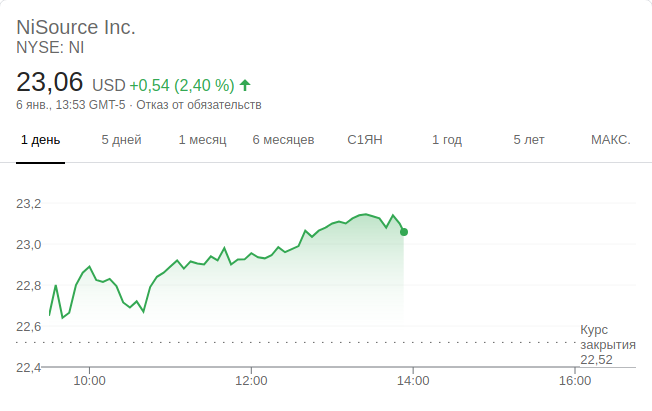 NiSource Inc.
NYSE: NI
23,06 USD +0,54 (2,40 %)
6 янв., 13:53 GMT-5 · Отказ от обязательств
1 день 5 дней 1 месяц 6 месяцев С1ЯН 1 год 5 лет МАКС.
23,2
23,0
22,8
22,6
Курс
закрытия
22,52
22,4
10:00 12:00 14:00 16:00